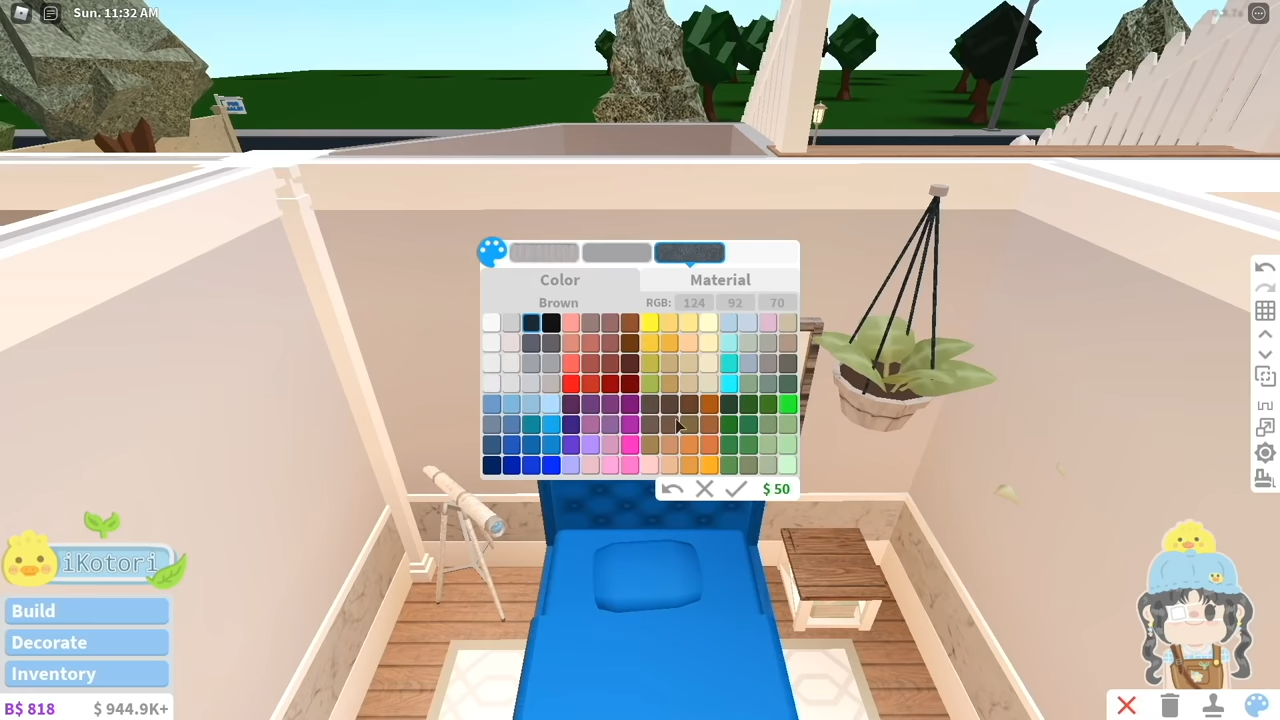 Sun. 11:32 AM
Color
Material
Brown
RGB: 124 92 70
$ 50
iKotori
Build
Decorate
Inventory
B$ 818
$ 944.9K+